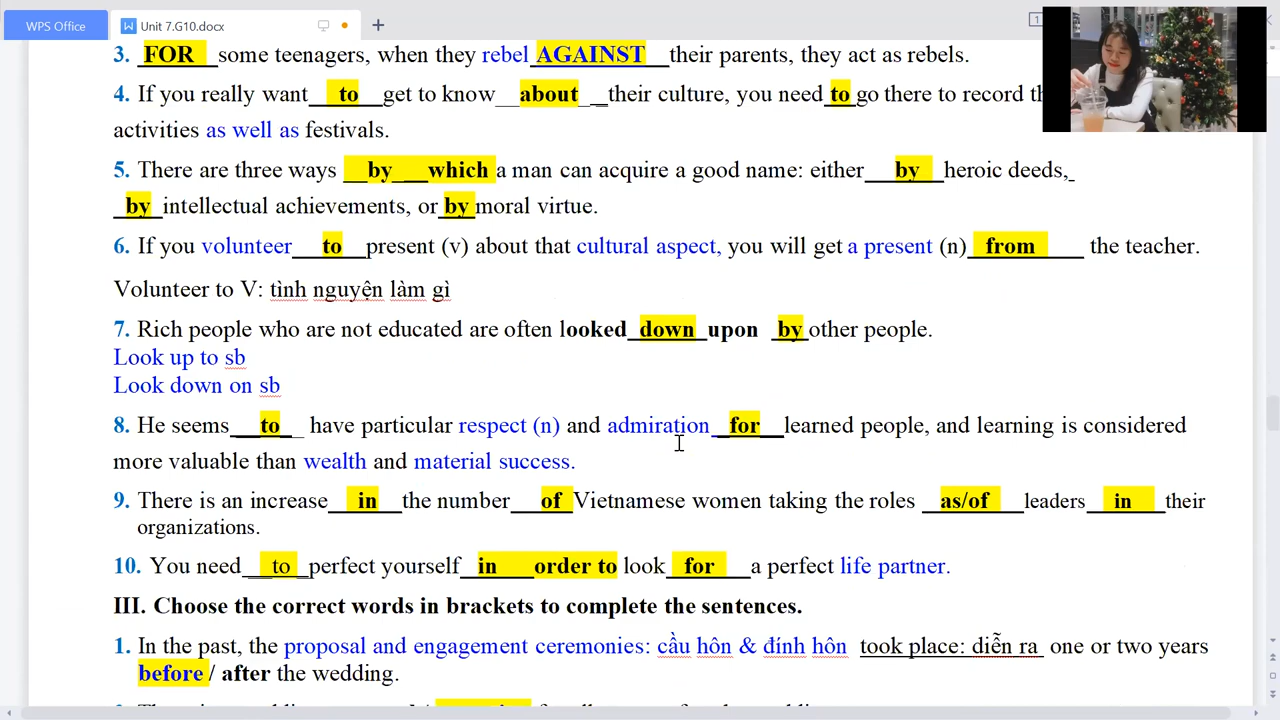 WPS Office
Unit 7.G10.docx
3. FOR some teenagers, when they rebel AGAINST their parents, they act as rebels.
4. If you really want to get to know about their culture, you need to go there to record
activities as well as festivals.
5. There are three ways by which a man can acquire a good name: either by heroic deeds,
by intellectual achievements, or by moral virtue.
6. If you volunteer to present (v) about that cultural aspect, you will get a present (n) from the teacher.
Volunteer to V: tình nguyện làm gì
7. Rich people who are not educated are often looked down upon by other people.
Look up to sb
Look down on sb
8. He seems to have particular respect (n) and admiration for learned people, and learning is considered
more valuable than wealth and material success.
9. There is an increase in the number of Vietnamese women taking the roles as/of leaders in their
organizations.
10. You need to perfect yourself in order to look for a perfect life partner.
III. Choose the correct words in brackets to complete the sentences.
1. In the past, the proposal and engagement ceremonies: cầu hôn & đính hôn took place: diễn ra one or two years
before / after the wedding.